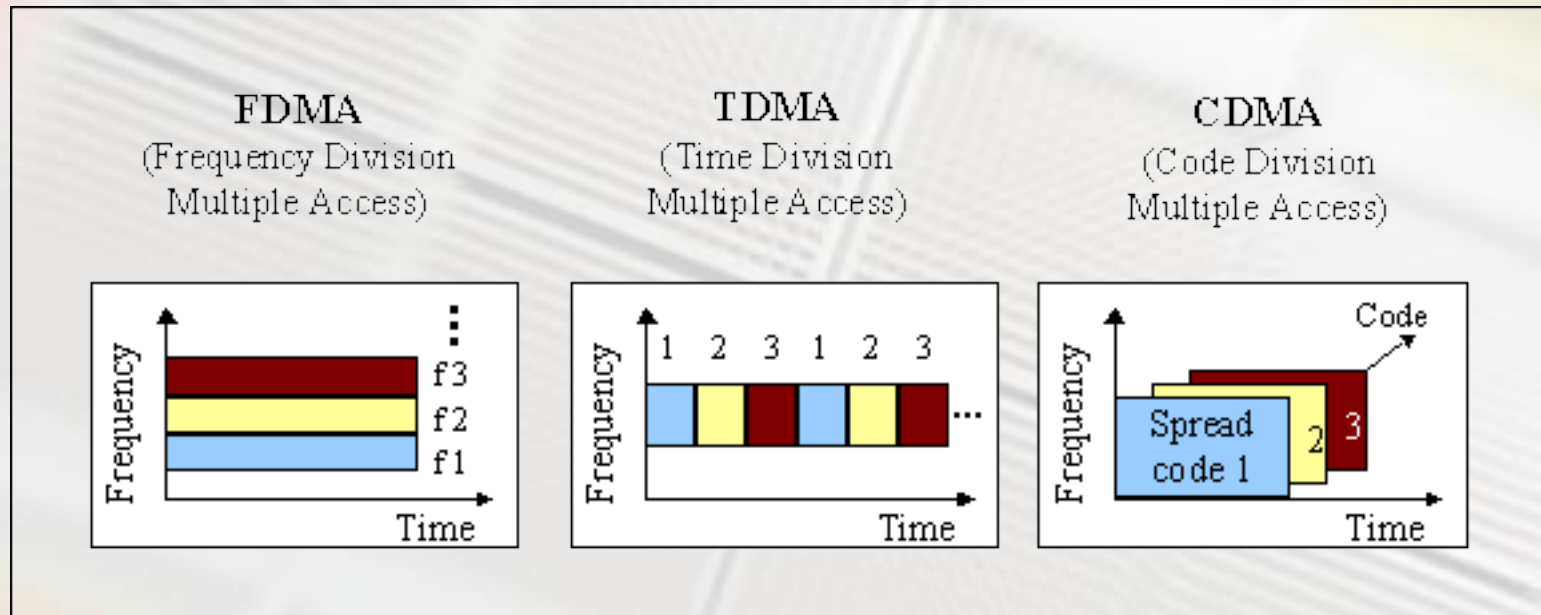 FDMA
(Frequency Division
Multiple Access)
TDMA
(Time Division
Multiple Access)
CDMA
(Code Division
Multiple Access)
Frequency
⋮
f3
f2
f1
Time
Frequency
1 2 3 1 2 3
...
Time
Frequency
Code
Spread
code 1
2
3
Time